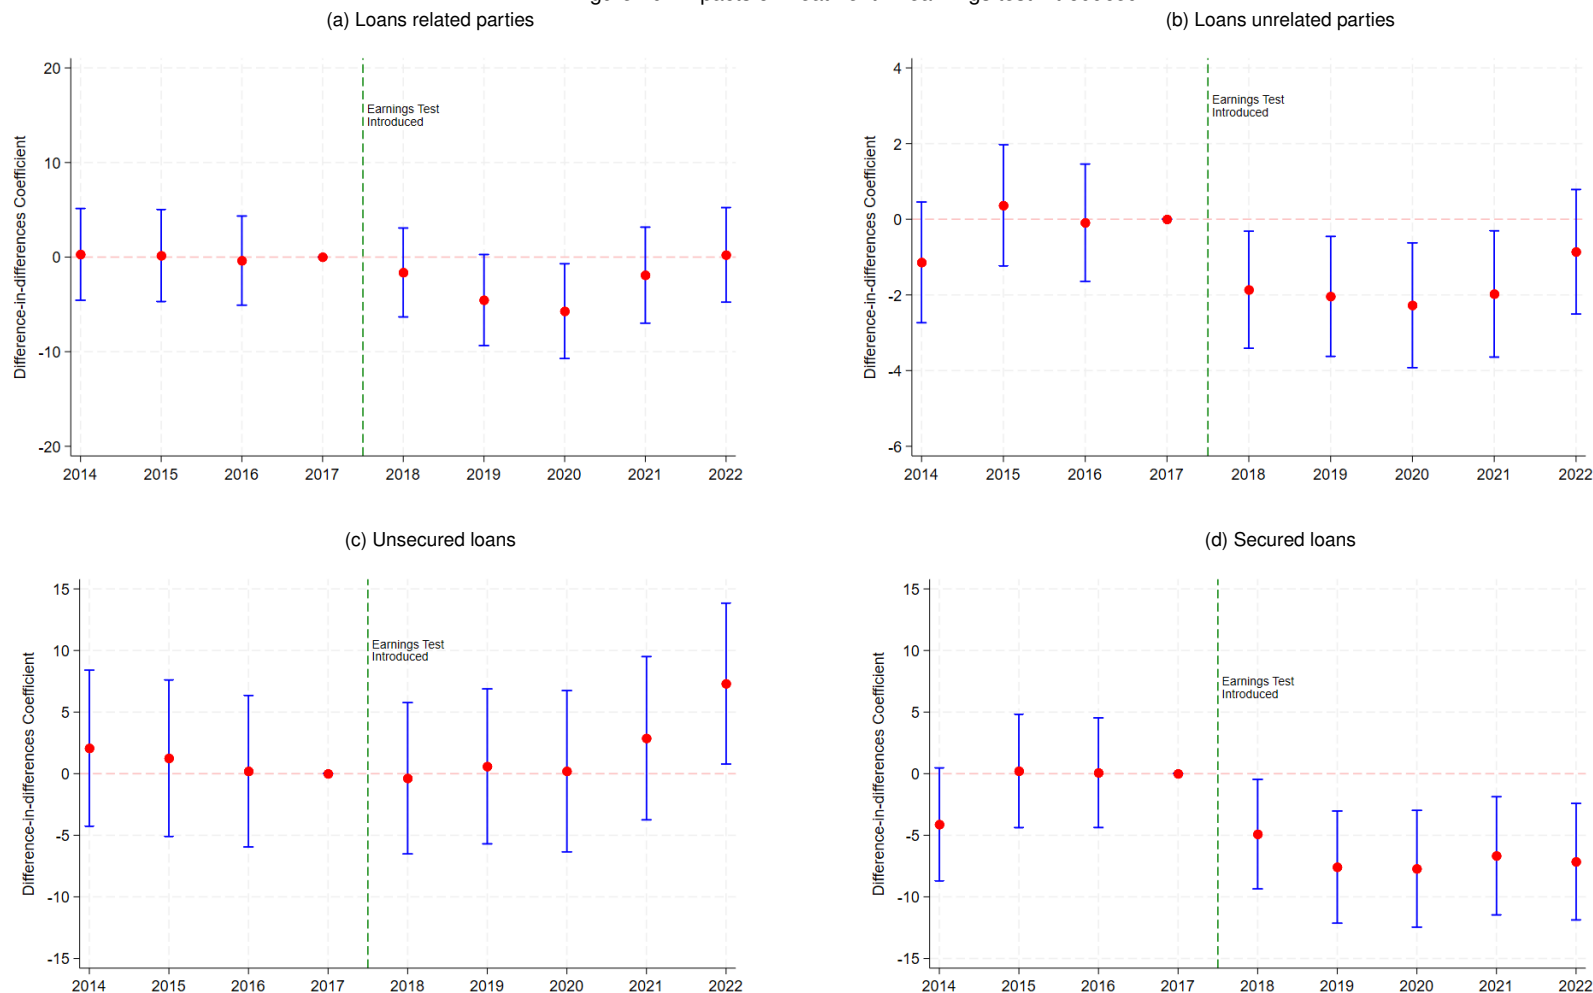 (a) Loans related parties
(b) Loans unrelated parties
20
10
0
-10
-20
Difference-in-differences Coefficient
Earnings Test
Introduced
2014 2015 2016 2017 2018 2019 2020 2021 2022
4
2
0
-2
-4
-6
Difference-in-differences Coefficient
Earnings Test
Introduced
2014 2015 2016 2017 2018 2019 2020 2021 2022
(c) Unsecured loans
(d) Secured loans
15
10
5
0
-5
-10
-15
Difference-in-differences Coefficient
Earnings Test
Introduced
2014 2015 2016 2017 2018 2019 2020 2021 2022
15
10
5
0
-5
-10
-15
Difference-in-differences Coefficient
Earnings Test
Introduced
2014 2015 2016 2017 2018 2019 2020 2021 2022